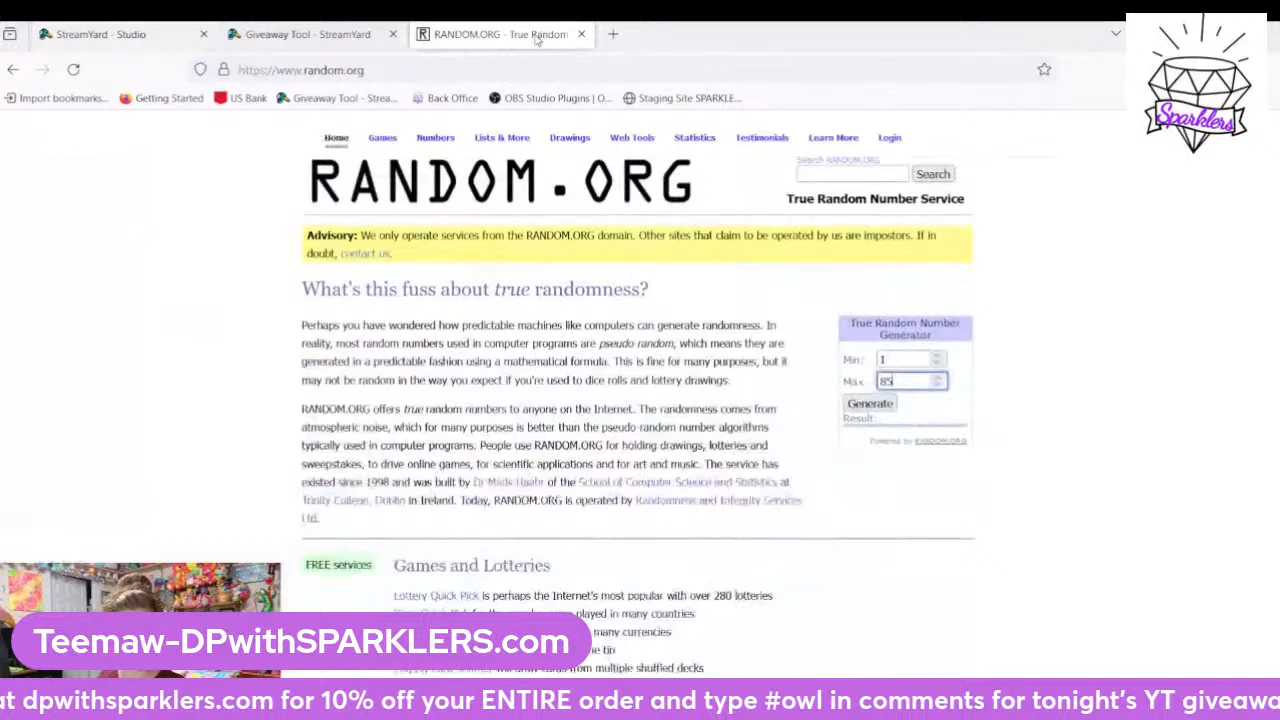 StreamYard - Studio
Giveaway Tool - StreamYard
RANDOM.ORG - True Random
https://www.random.org
Import bookmarks...
Getting Started
US Bank
Giveaway Tool - Strea...
Back Office
OBS Studio Plugins | O...
Staging Site SPARKLE...
Sparklers
Home Games Numbers Lists & More Drawings Web Tools Statistics Testimonials Learn More Login
RANDOM.ORG
Search RANDOM.ORG
Search
True Random Number Service
Advisory: We only operate services from the RANDOM.ORG domain. Other sites that claim to be operated by us are impostors. If in
doubt, contact us.
What's this fuss about true randomness?
Perhaps you have wondered how predictable machines like computers can generate randomness. In
reality, most random numbers used in computer programs are pseudo-random, which means they are
generated in a predictable fashion using a mathematical formula. This is fine for many purposes, but it
may not be random in the way you expect if you're used to dice rolls and lottery drawings.
RANDOM.ORG offers true random numbers to anyone on the Internet. The randomness comes from
atmospheric noise, which for many purposes is better than the pseudo-random number algorithms
typically used in computer programs. People use RANDOM.ORG for holding drawings, lotteries and
sweepstakes, to drive online games, for scientific applications and for art and music. The service has
existed since 1998 and was built by Dr Mads Haahr of the School of Computer Science and Statistics at
Trinity College, Dublin in Ireland. Today, RANDOM.ORG is operated by Randomness and Integrity Services
Ltd.
True Random Number
Generator
Min: 1
Max: 85
Generate
Result:
Powered by RANDOM.ORG
FREE services
Games and Lotteries
Lottery Quick Pick is perhaps the Internet's most popular with over 280 lotteries
played in many countries
many currencies
from multiple shuffled decks
Teemaw-DPwithSPARKLERS.com
at dpwithsparklers.com for 10% off your ENTIRE order and type #owl in comments for tonight's YT giveawa